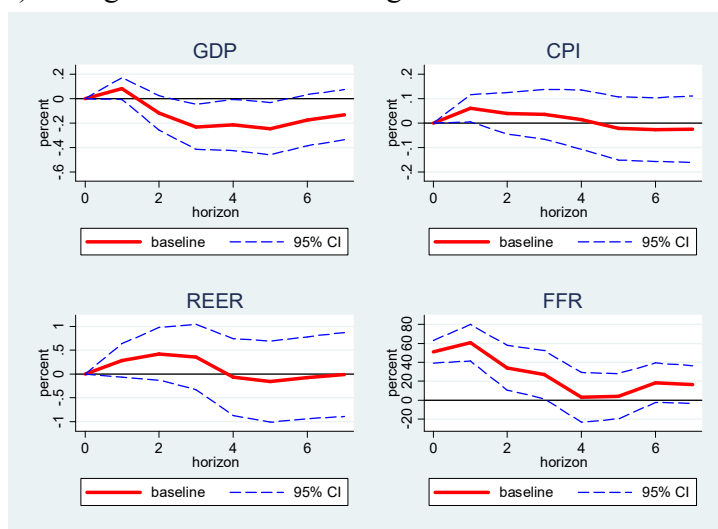 GDP
CPI
percent
.2
0
-.2
-.4
-.6
0 2 4 6
horizon
baseline 95% CI
percent
.2
.1
0
-.1
-.2
0 2 4 6
horizon
baseline 95% CI
REER
FFR
percent
1
.5
0
-.5
-1
0 2 4 6
horizon
baseline 95% CI
percent
80
60
40
20
0
-20
0 2 4 6
horizon
baseline 95% CI